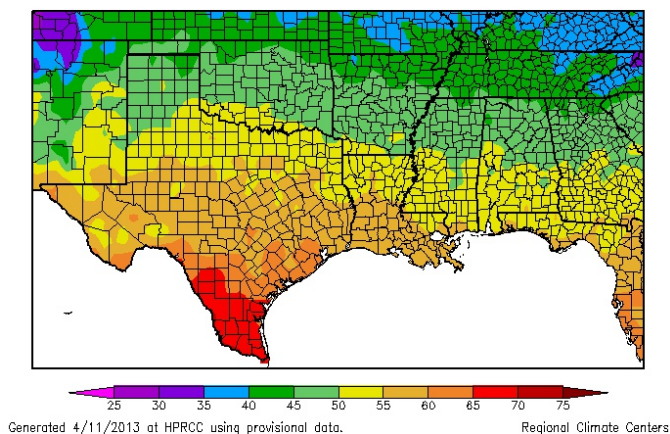 25 30 35 40 45 50 55 60 65 70 75
Generated 4/11/2013 at HPRCC using provisional data. Regional Climate Centers